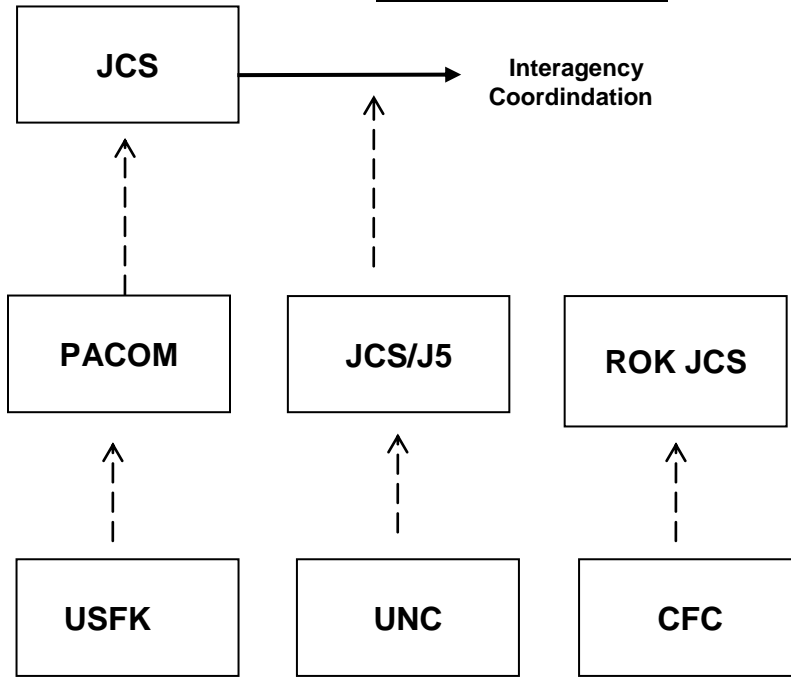 JCS
Interagency
Coordindation
PACOM
JCS/J5
ROK JCS
USFK
UNC
CFC